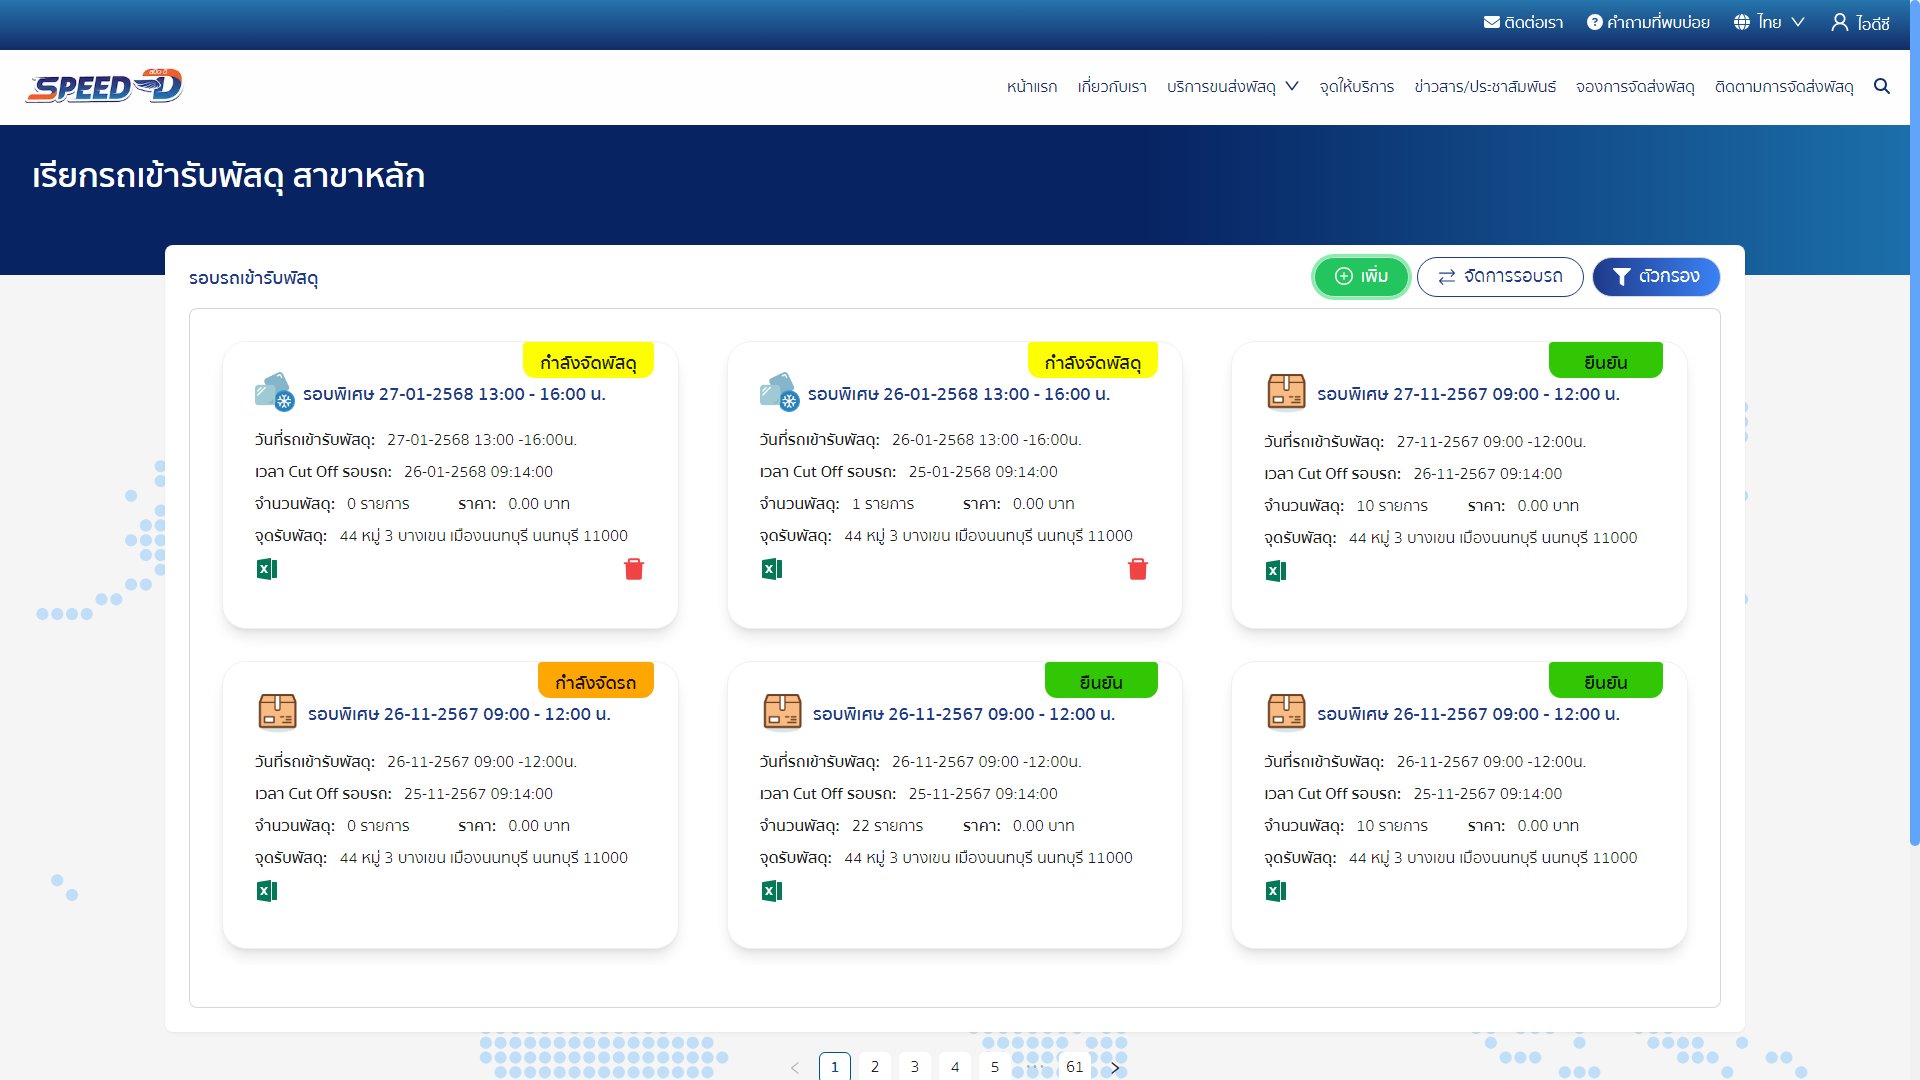 ติดต่อเรา คำถามที่พบบ่อย ไทย ไอดีซี
SPEED-D สปีด-ดี
หน้าแรก เกี่ยวกับเรา บริการขนส่งพัสดุ จุดให้บริการ ข่าวสาร/ประชาสัมพันธ์ จองการจัดส่งพัสดุ ติดตามการจัดส่งพัสดุ
เรียกรถเข้ารับพัสดุ สาขาหลัก
รอบรถเข้ารับพัสดุ เพิ่ม จัดการรอบรถ ตัวกรอง
กำลังจัดพัสดุ
รอบพิเศษ 27-01-2568 13:00 - 16:00 น.
วันที่รถเข้ารับพัสดุ: 27-01-2568 13:00 -16:00น.
เวลา Cut Off รอบรถ: 26-01-2568 09:14:00
จำนวนพัสดุ: 0 รายการ ราคา: 0.00 บาท
จุดรับพัสดุ: 44 หมู่ 3 บางเขน เมืองนนทบุรี นนทบุรี 11000
กำลังจัดพัสดุ
รอบพิเศษ 26-01-2568 13:00 - 16:00 น.
วันที่รถเข้ารับพัสดุ: 26-01-2568 13:00 -16:00น.
เวลา Cut Off รอบรถ: 25-01-2568 09:14:00
จำนวนพัสดุ: 1 รายการ ราคา: 0.00 บาท
จุดรับพัสดุ: 44 หมู่ 3 บางเขน เมืองนนทบุรี นนทบุรี 11000
ยืนยัน
รอบพิเศษ 27-11-2567 09:00 - 12:00 น.
วันที่รถเข้ารับพัสดุ: 27-11-2567 09:00 -12:00น.
เวลา Cut Off รอบรถ: 26-11-2567 09:14:00
จำนวนพัสดุ: 10 รายการ ราคา: 0.00 บาท
จุดรับพัสดุ: 44 หมู่ 3 บางเขน เมืองนนทบุรี นนทบุรี 11000
กำลังจัดรถ
รอบพิเศษ 26-11-2567 09:00 - 12:00 น.
วันที่รถเข้ารับพัสดุ: 26-11-2567 09:00 -12:00น.
เวลา Cut Off รอบรถ: 25-11-2567 09:14:00
จำนวนพัสดุ: 0 รายการ ราคา: 0.00 บาท
จุดรับพัสดุ: 44 หมู่ 3 บางเขน เมืองนนทบุรี นนทบุรี 11000
ยืนยัน
รอบพิเศษ 26-11-2567 09:00 - 12:00 น.
วันที่รถเข้ารับพัสดุ: 26-11-2567 09:00 -12:00น.
เวลา Cut Off รอบรถ: 25-11-2567 09:14:00
จำนวนพัสดุ: 22 รายการ ราคา: 0.00 บาท
จุดรับพัสดุ: 44 หมู่ 3 บางเขน เมืองนนทบุรี นนทบุรี 11000
ยืนยัน
รอบพิเศษ 26-11-2567 09:00 - 12:00 น.
วันที่รถเข้ารับพัสดุ: 26-11-2567 09:00 -12:00น.
เวลา Cut Off รอบรถ: 25-11-2567 09:14:00
จำนวนพัสดุ: 10 รายการ ราคา: 0.00 บาท
จุดรับพัสดุ: 44 หมู่ 3 บางเขน เมืองนนทบุรี นนทบุรี 11000
1 2 3 4 5 ••• 61